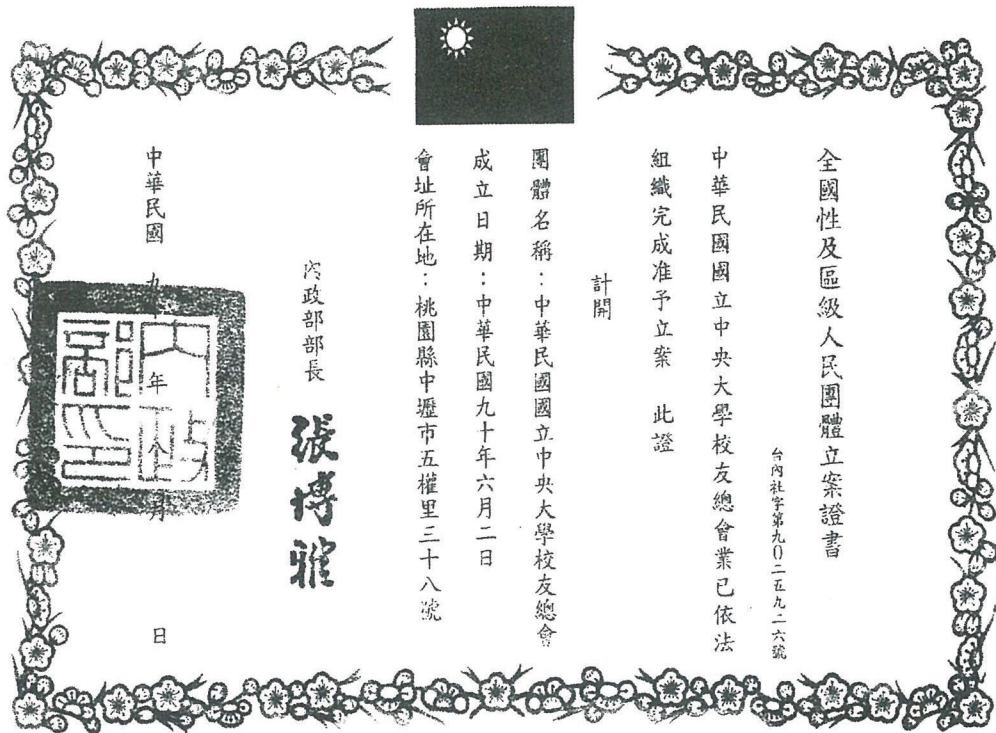 全國性及區級人民團體立案證書
台內社字第九0二五九二六號
中華民國國立中央大學校友總會業已依法
組織完成准予立案　此證
計開
團體名稱：中華民國國立中央大學校友總會
成立日期：中華民國九十年六月二日
會址所在地：桃園縣中壢市五權里三十八號
內政部部長　張博雅
中華民國　九十年　月　日
內政部印